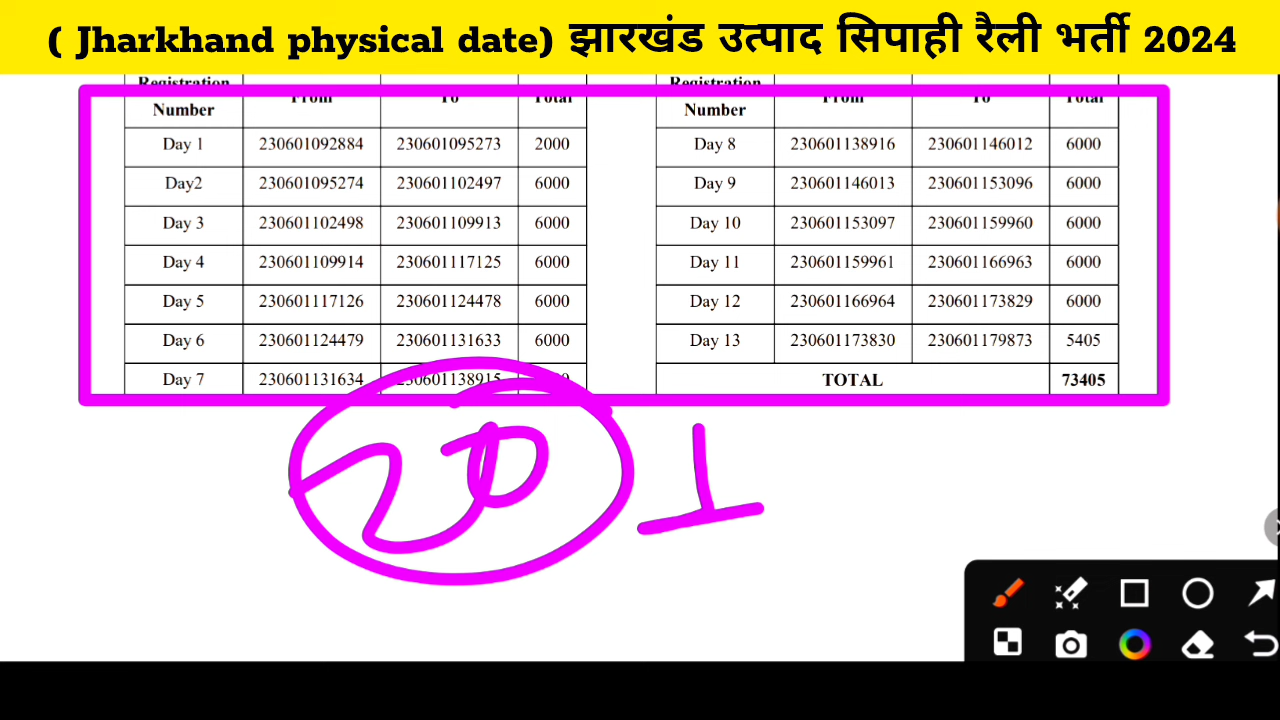 ( Jharkhand physical date) झारखंड उत्पाद सिपाही रैली भर्ती 2024
Registration Number From To Total
Day 1 230601092884 230601095273 2000
Day2 230601095274 230601102497 6000
Day 3 230601102498 230601109913 6000
Day 4 230601109914 230601117125 6000
Day 5 230601117126 230601124478 6000
Day 6 230601124479 230601131633 6000
Day 7 230601131634 230601138915
Registration Number From To Total
Day 8 230601138916 230601146012 6000
Day 9 230601146013 230601153096 6000
Day 10 230601153097 230601159960 6000
Day 11 230601159961 230601166963 6000
Day 12 230601166964 230601173829 6000
Day 13 230601173830 230601179873 5405
TOTAL 73405
20 1